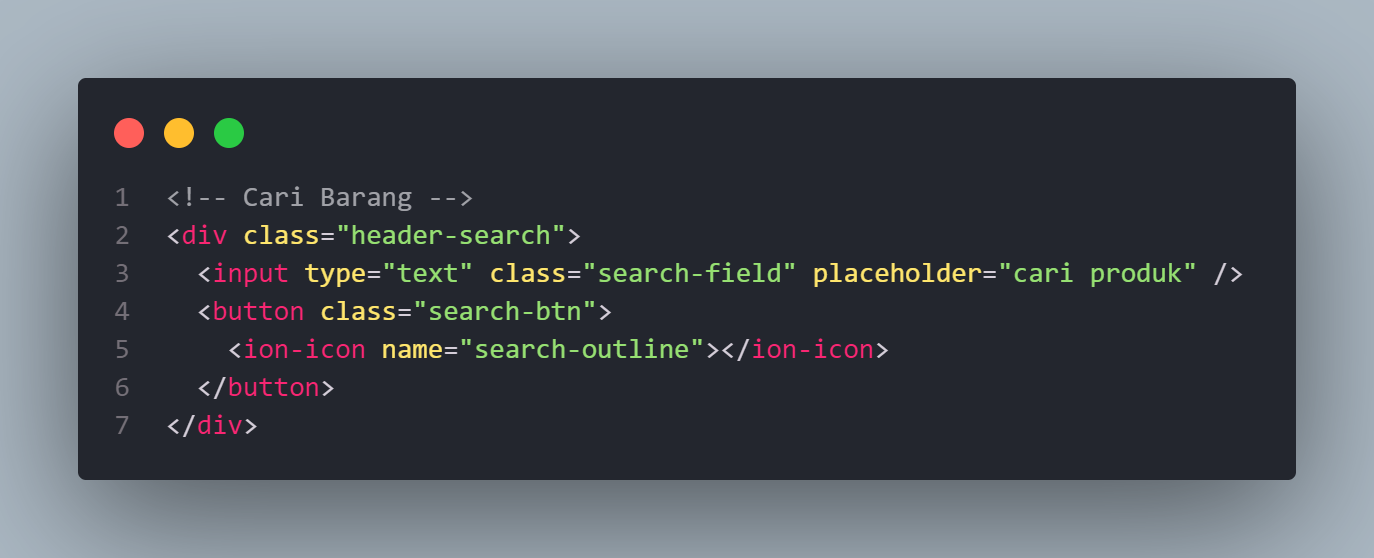 1 <!-- Cari Barang -->
2 <div class="header-search">
3   <input type="text" class="search-field" placeholder="cari produk" />
4   <button class="search-btn">
5     <ion-icon name="search-outline"></ion-icon>
6   </button>
7 </div>